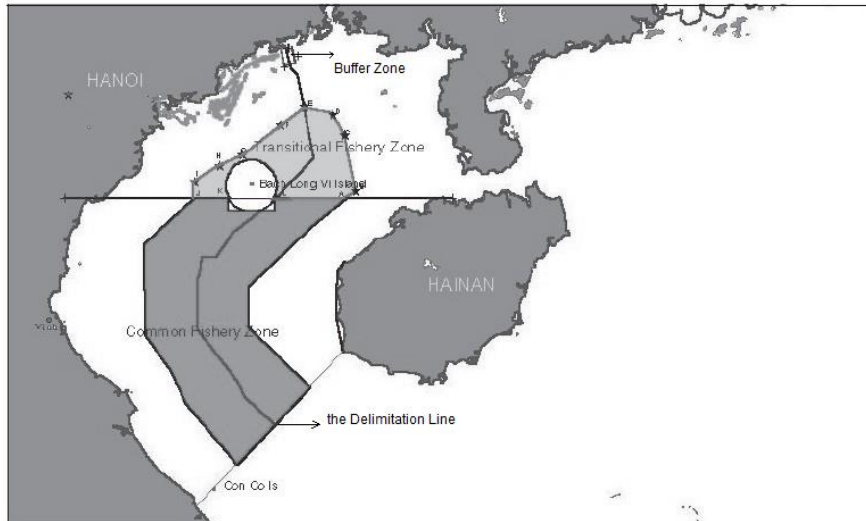 HANOI
Buffer Zone
E
D
F
C
H
G
Transitional Fishery Zone
I
Bach Long Vi Island
K
J
L
A
HAINAN
Vinh
Common Fishery Zone
the Delimitation Line
Con Co Is